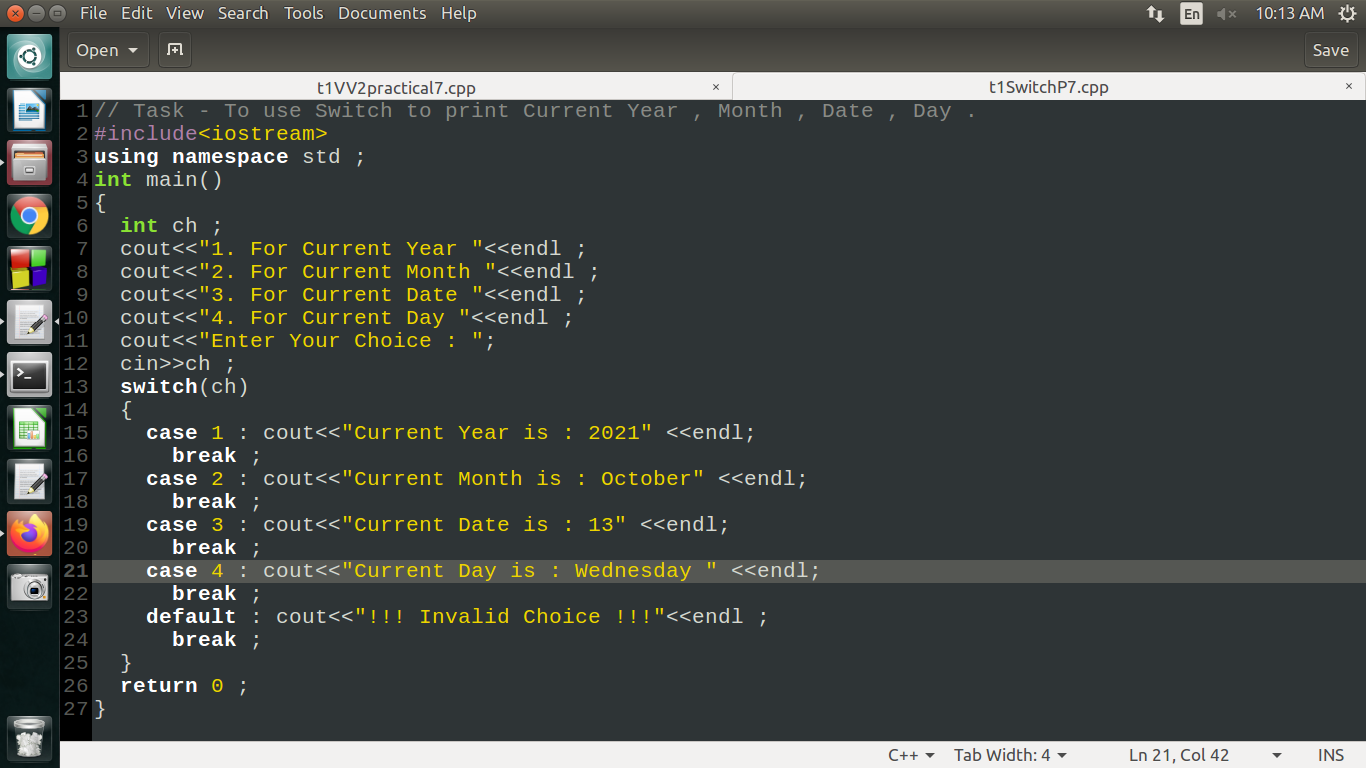 File Edit View Search Tools Documents Help En 10:13 AM
Open Save
t1VV2practical7.cpp × t1SwitchP7.cpp ×
1 // Task - To use Switch to print Current Year , Month , Date , Day .
2 #include<iostream>
3 using namespace std ;
4 int main()
5 {
6   int ch ;
7   cout<<"1. For Current Year "<<endl ;
8   cout<<"2. For Current Month "<<endl ;
9   cout<<"3. For Current Date "<<endl ;
10   cout<<"4. For Current Day "<<endl ;
11   cout<<"Enter Your Choice : ";
12   cin>>ch ;
13   switch(ch)
14   {
15     case 1 : cout<<"Current Year is : 2021" <<endl;
16       break ;
17     case 2 : cout<<"Current Month is : October" <<endl;
18       break ;
19     case 3 : cout<<"Current Date is : 13" <<endl;
20       break ;
21     case 4 : cout<<"Current Day is : Wednesday " <<endl;
22       break ;
23     default : cout<<"!!! Invalid Choice !!!"<<endl ;
24       break ;
25   }
26   return 0 ;
27 }
C++ Tab Width: 4 Ln 21, Col 42 INS